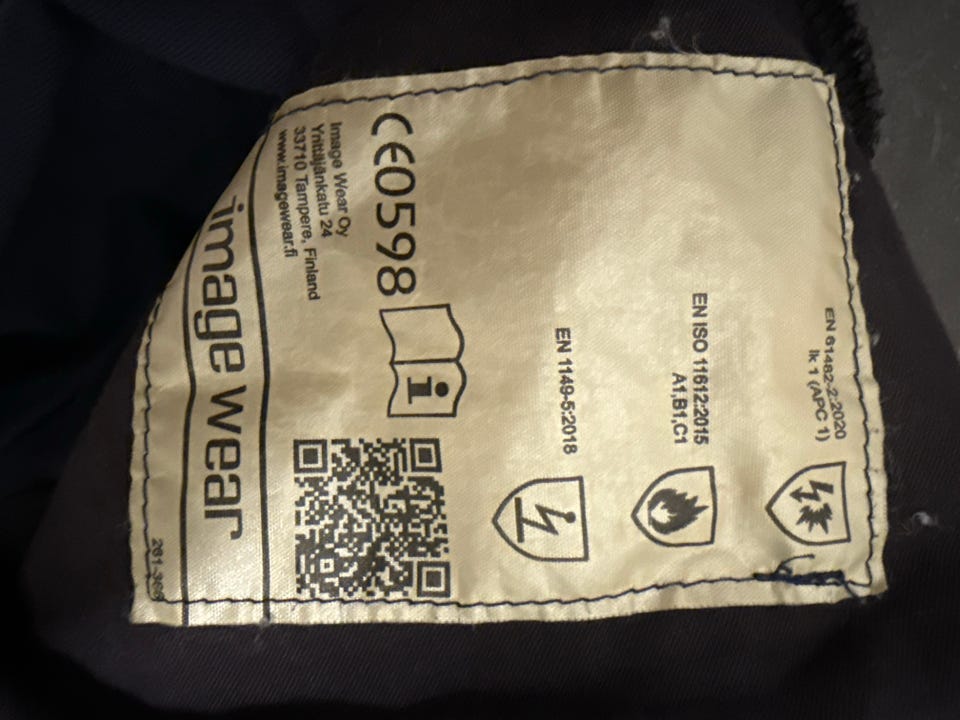 EN 61482-2:2020
Ik 1 (APC 1)
EN ISO 11612:2015
A1,B1,C1
EN 1149-5:2018
CE0598
i
Image Wear Oy
Yrittäjänkatu 24
33710 Tampere, Finland
www.imagewear.fi
image wear